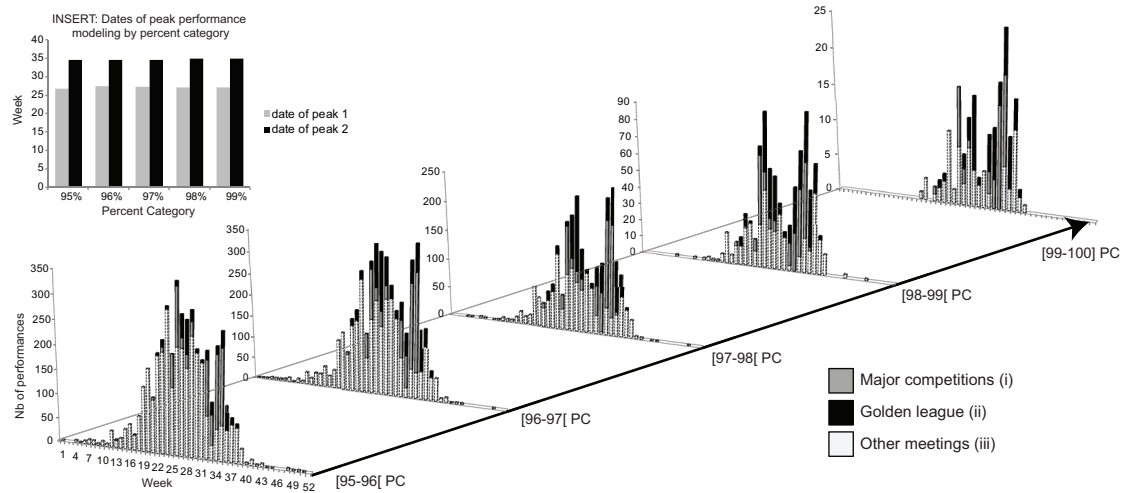 INSERT: Dates of peak performance
modeling by percent category
40
35
30
25
20
15
10
5
0
Week
95% 96% 97% 98% 99%
Percent Category
date of peak 1
date of peak 2
350
300
250
200
150
100
50
0
Nb of performances
1 4 7 10 13 16 19 22 25 28 31 34 37 40 43 46 49 52
Week
[95-96[ PC
350
300
250
200
150
100
50
0
[96-97[ PC
250
200
150
100
50
0
[97-98[ PC
90
80
70
60
50
40
30
20
10
0
[98-99[ PC
25
20
15
10
5
0
[99-100] PC
Major competitions (i)
Golden league (ii)
Other meetings (iii)